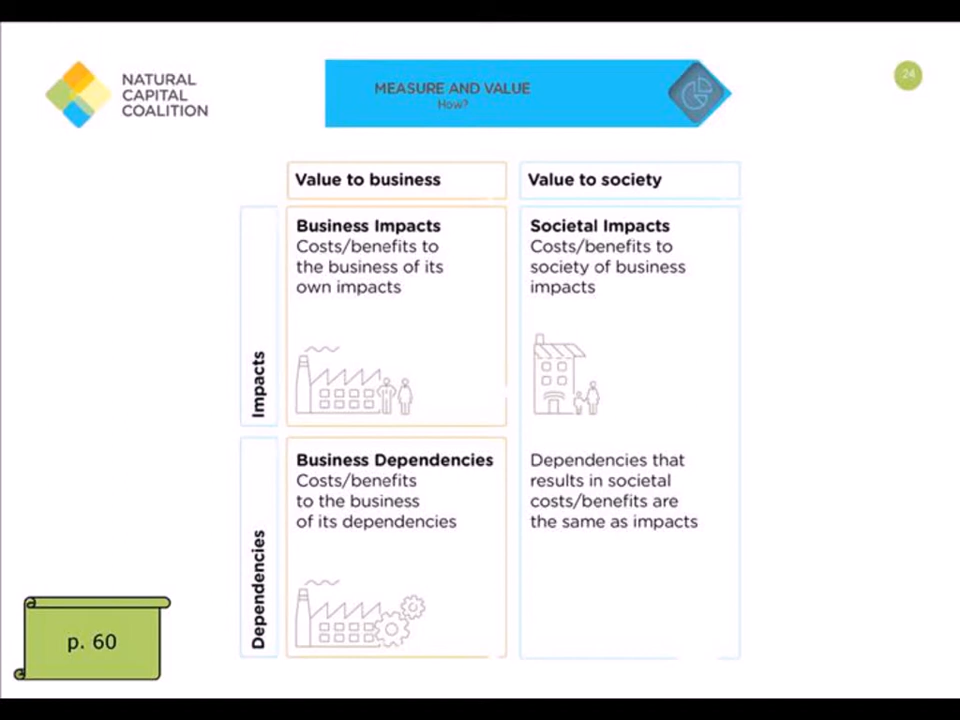 NATURAL
CAPITAL
COALITION
MEASURE AND VALUE
How?
24
Value to business
Value to society
Impacts
Business Impacts
Costs/benefits to
the business of its
own impacts
Societal Impacts
Costs/benefits to
society of business
impacts
Dependencies
Business Dependencies
Costs/benefits
to the business
of its dependencies
Dependencies that
results in societal
costs/benefits are
the same as impacts
p. 60